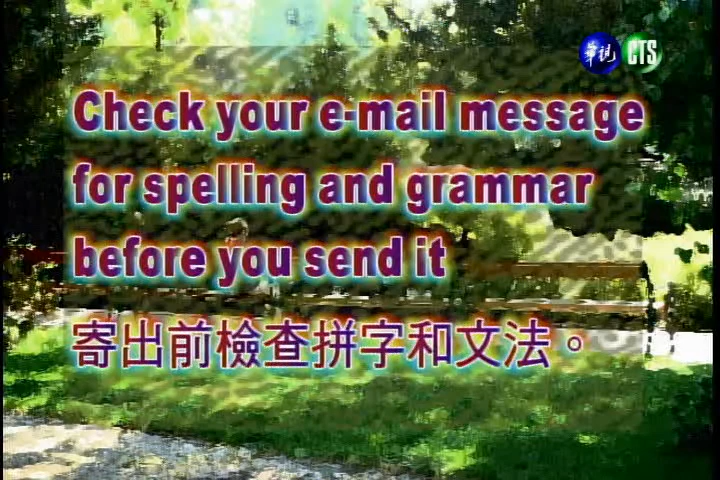 華視 CTS
Check your e-mail message
for spelling and grammar
before you send it
寄出前檢查拼字和文法。